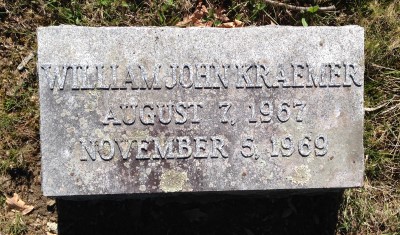 WILLIAM JOHN KRAEMER
AUGUST 7, 1967
NOVEMBER 5, 1969